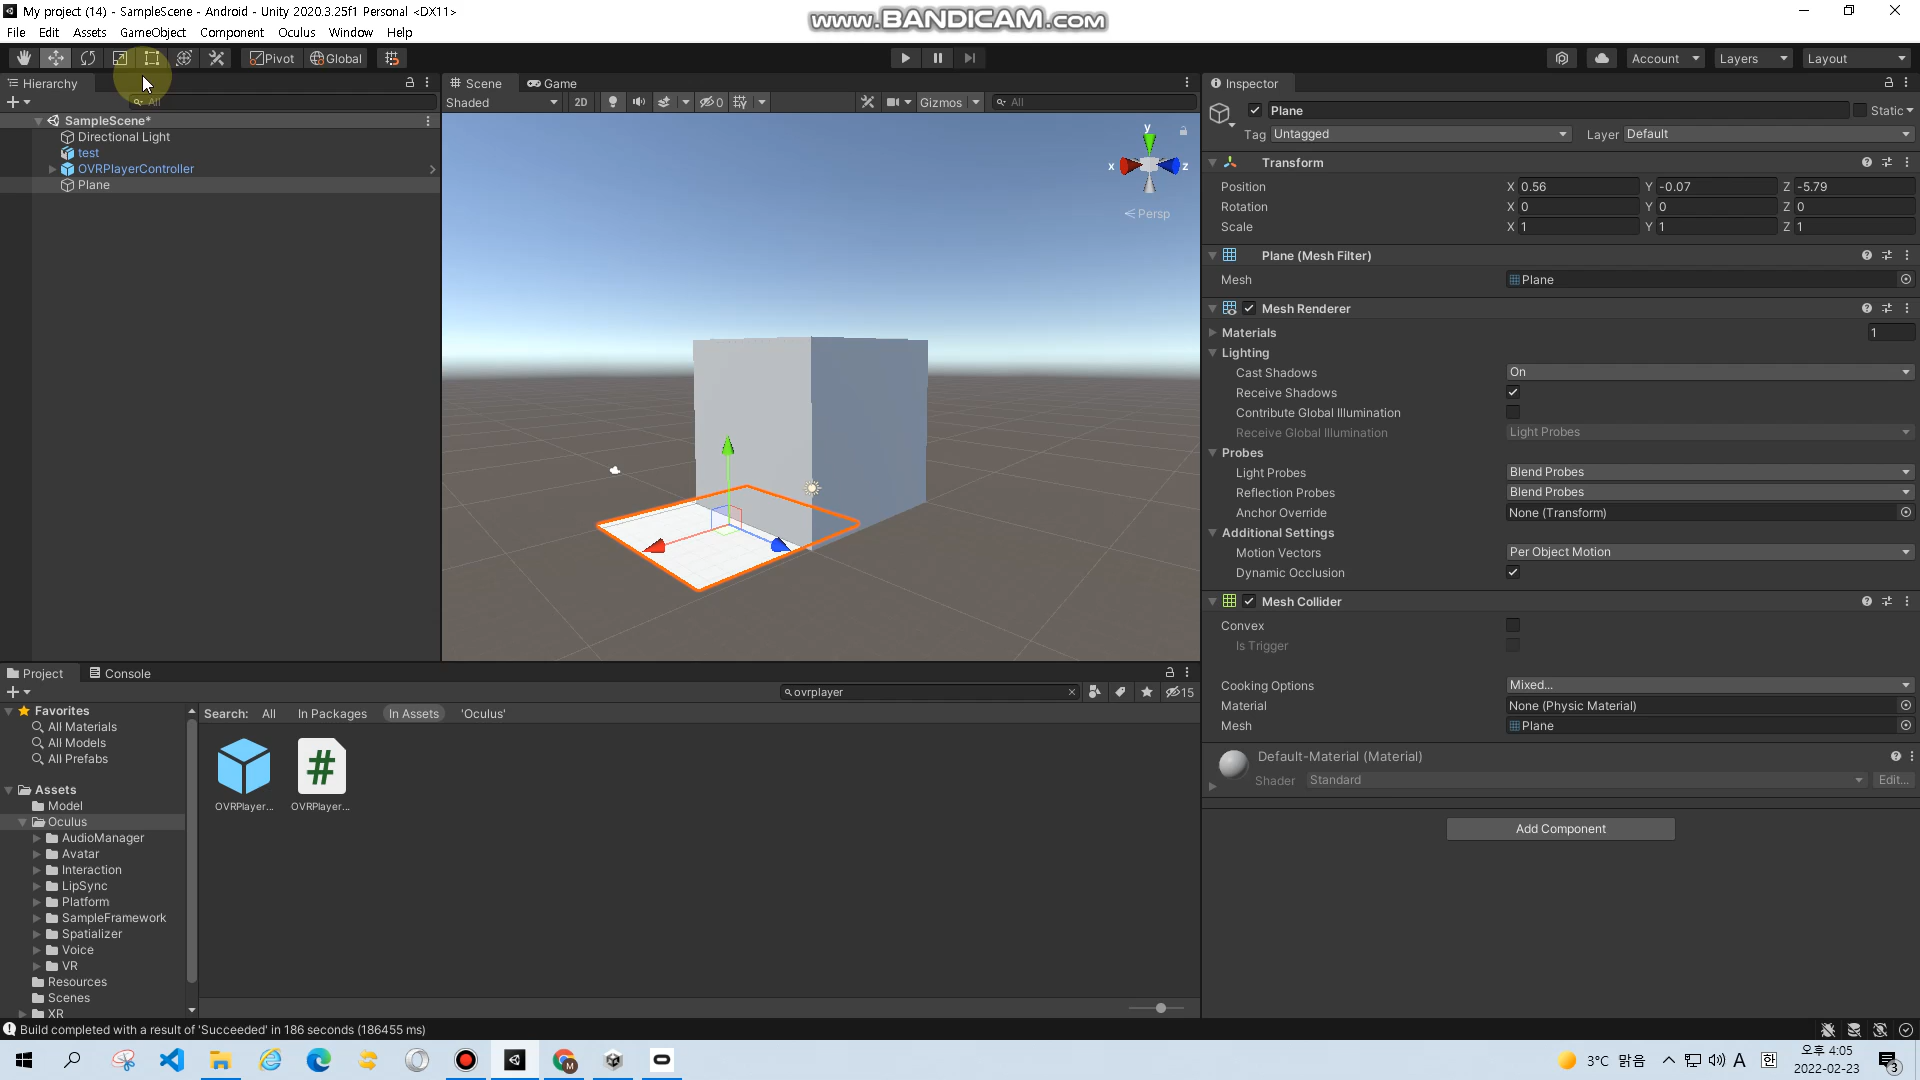 My project (14) - SampleScene - Android - Unity 2020.3.25f1 Personal <DX11>
www.BANDICAM.com
File Edit Assets GameObject Component Oculus Window Help
Pivot Global
Account Layers Layout
Hierarchy
All
SampleScene*
Directional Light
test
OVRPlayerController
Plane
Scene Game
Shaded 2D 0 Gizmos All
y
x z
Persp
Inspector
Plane Static
Tag Untagged Layer Default
Transform
Position X 0.56 Y -0.07 Z -5.79
Rotation X 0 Y 0 Z 0
Scale X 1 Y 1 Z 1
Plane (Mesh Filter)
Mesh Plane
Mesh Renderer
Materials 1
Lighting
Cast Shadows On
Receive Shadows
Contribute Global Illumination
Receive Global Illumination Light Probes
Probes
Light Probes Blend Probes
Reflection Probes Blend Probes
Anchor Override None (Transform)
Additional Settings
Motion Vectors Per Object Motion
Dynamic Occlusion
Mesh Collider
Convex
Is Trigger
Cooking Options Mixed...
Material None (Physic Material)
Mesh Plane
Default-Material (Material)
Shader Standard Edit...
Add Component
Project Console
ovrplayer 15
Favorites
All Materials
All Models
All Prefabs
Assets
Model
Oculus
AudioManager
Avatar
Interaction
LipSync
Platform
SampleFramework
Spatializer
Voice
VR
Resources
Scenes
XR
Search: All In Packages In Assets 'Oculus'
#
OVRPlayer... OVRPlayer...
Build completed with a result of 'Succeeded' in 186 seconds (186455 ms)
M
3°C 맑음 A 한
오후 4:05
2022-02-23
3